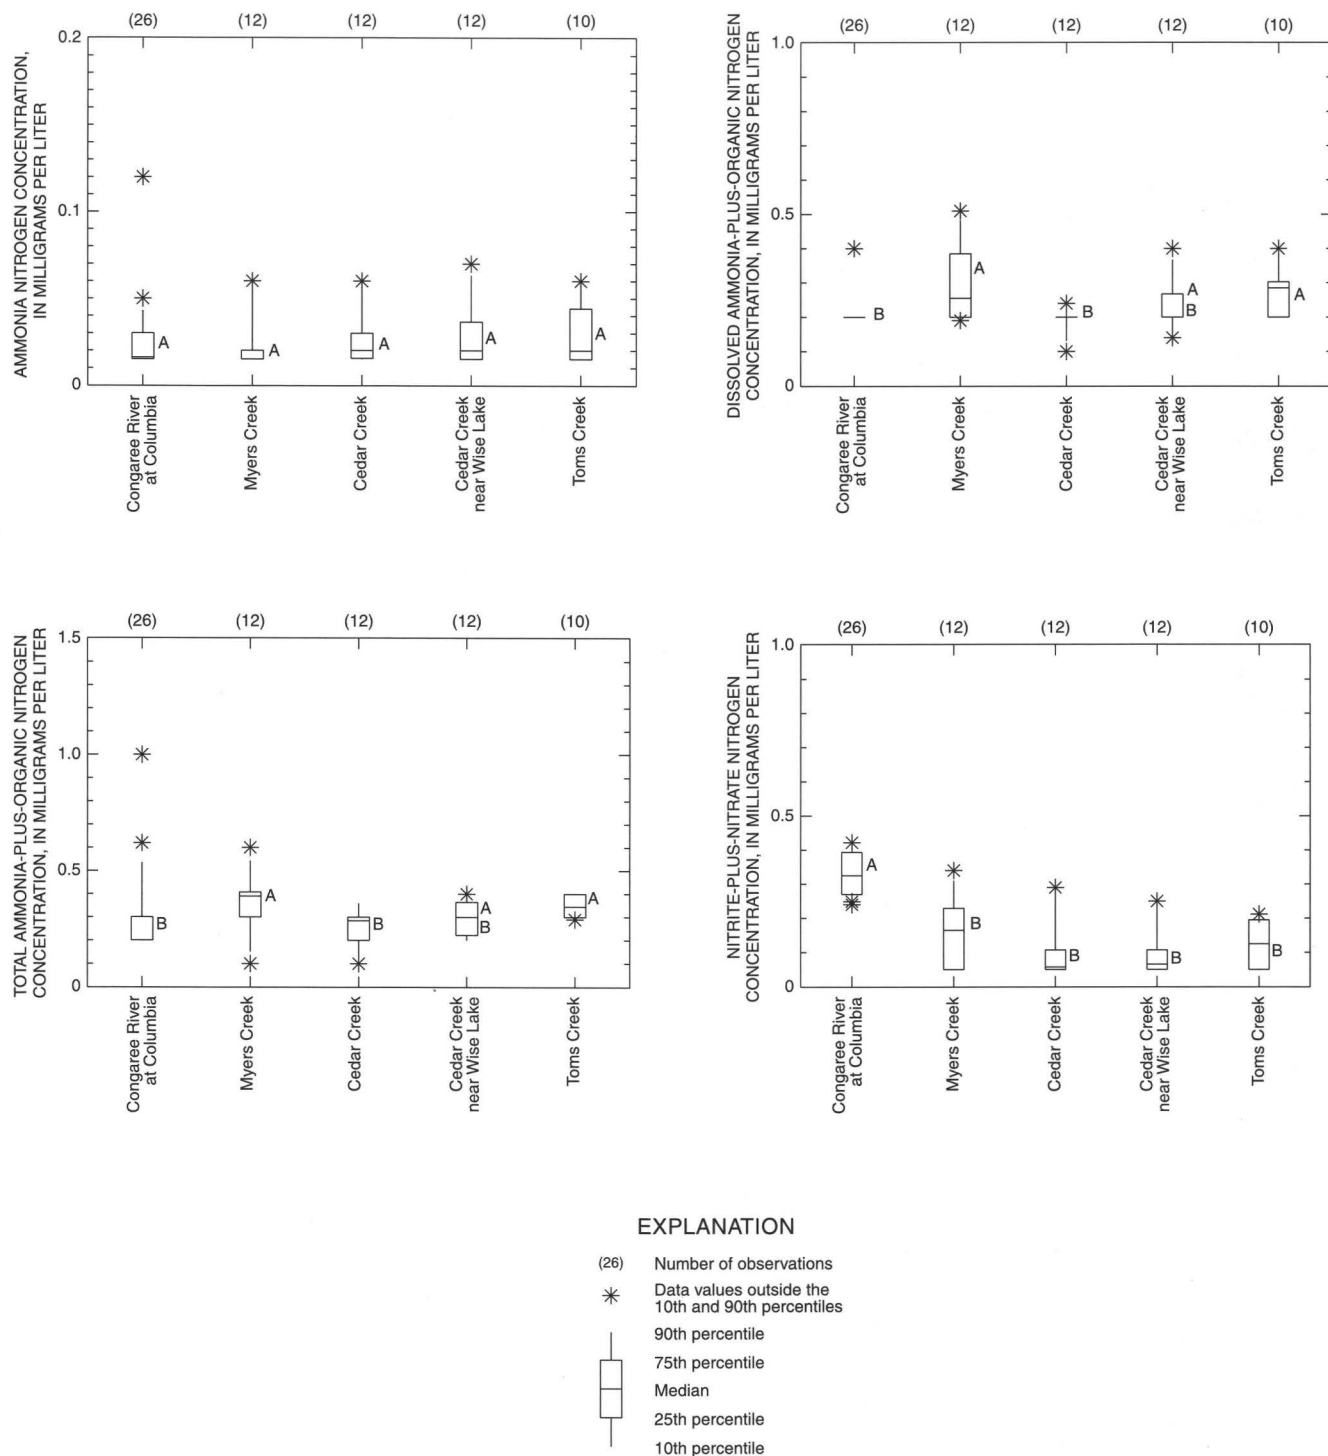 (26) (12) (12) (12) (10)
AMMONIA NITROGEN CONCENTRATION,
IN MILLIGRAMS PER LITER
0.2
0.1
0
A A A A A
Congaree River
at Columbia
Myers Creek
Cedar Creek
Cedar Creek
near Wise Lake
Toms Creek
(26) (12) (12) (12) (10)
DISSOLVED AMMONIA-PLUS-ORGANIC NITROGEN
CONCENTRATION, IN MILLIGRAMS PER LITER
1.0
0.5
0
B A B A B A
Congaree River
at Columbia
Myers Creek
Cedar Creek
Cedar Creek
near Wise Lake
Toms Creek
(26) (12) (12) (12) (10)
TOTAL AMMONIA-PLUS-ORGANIC NITROGEN
CONCENTRATION, IN MILLIGRAMS PER LITER
1.5
1.0
0.5
0
B A B A B A
Congaree River
at Columbia
Myers Creek
Cedar Creek
Cedar Creek
near Wise Lake
Toms Creek
(26) (12) (12) (12) (10)
NITRITE-PLUS-NITRATE NITROGEN
CONCENTRATION, IN MILLIGRAMS PER LITER
1.0
0.5
0
A B B B B
Congaree River
at Columbia
Myers Creek
Cedar Creek
Cedar Creek
near Wise Lake
Toms Creek
EXPLANATION
(26) Number of observations
Data values outside the
10th and 90th percentiles
90th percentile
75th percentile
Median
25th percentile
10th percentile